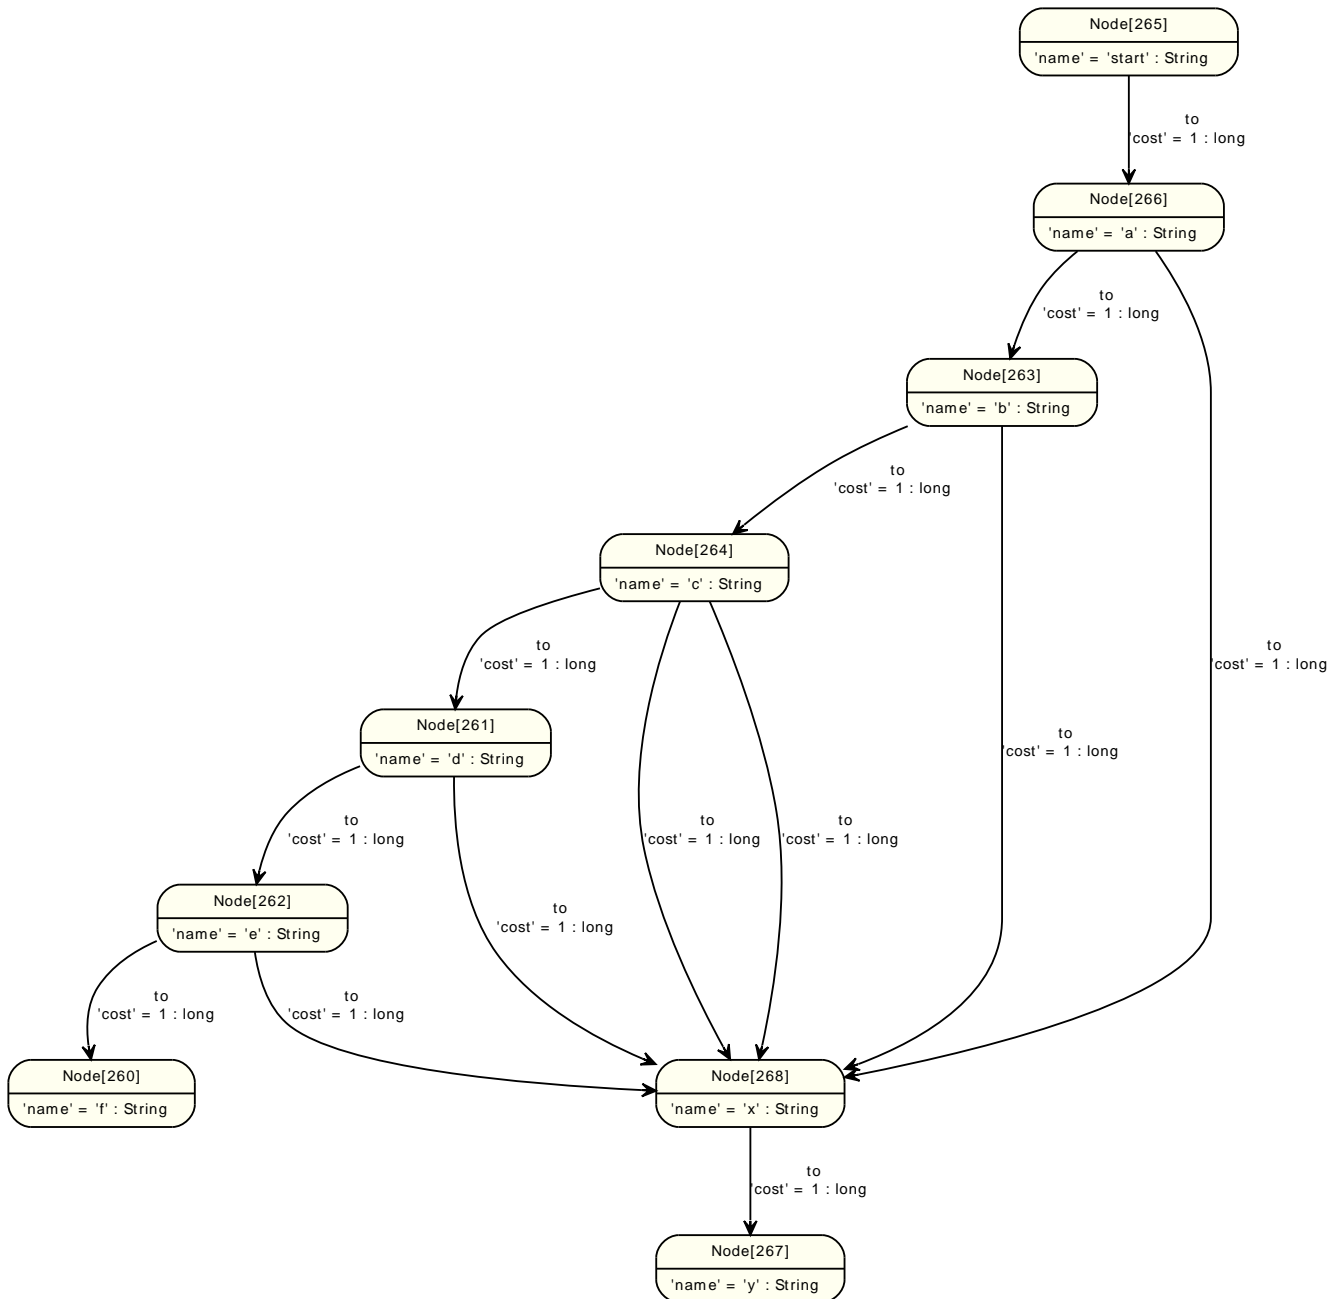 Node[265]
'name' = 'start' : String
to
'cost' = 1 : long
Node[266]
'name' = 'a' : String
to
'cost' = 1 : long
Node[263]
'name' = 'b' : String
to
'cost' = 1 : long
Node[264]
'name' = 'c' : String
to
'cost' = 1 : long
to
'cost' = 1 : long
Node[261]
'name' = 'd' : String
to
'cost' = 1 : long
to
'cost' = 1 : long
to
'cost' = 1 : long
to
'cost' = 1 : long
Node[262]
'name' = 'e' : String
to
'cost' = 1 : long
to
'cost' = 1 : long
to
'cost' = 1 : long
Node[260]
'name' = 'f' : String
Node[268]
'name' = 'x' : String
to
'cost' = 1 : long
Node[267]
'name' = 'y' : String